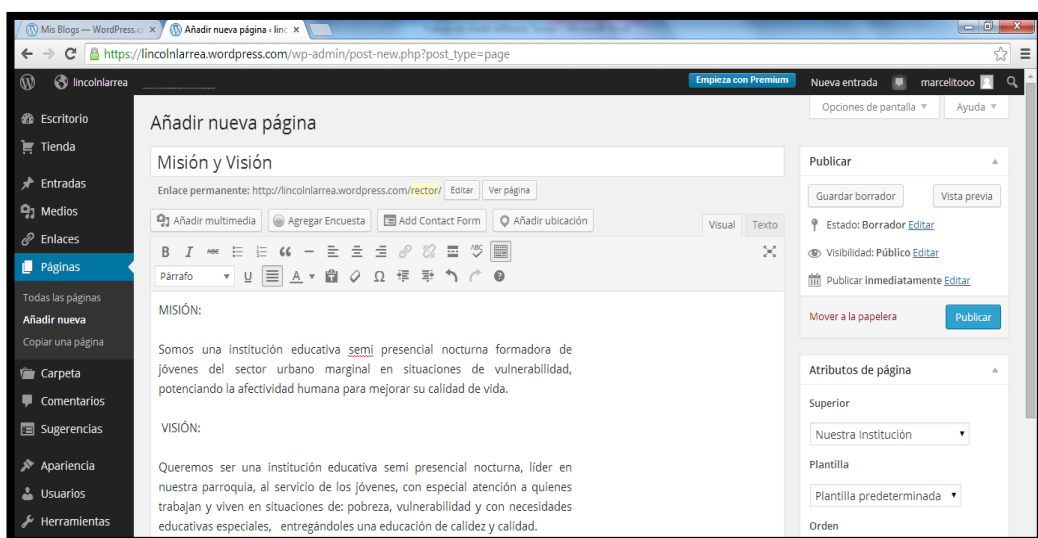 Mis Blogs — WordPress.c
Añadir nueva página ‹ linc
https://lincolnlarrea.wordpress.com/wp-admin/post-new.php?post_type=page
lincolnlarrea
Empieza con Premium
Nueva entrada
marcelitooo
Opciones de pantalla
Ayuda
Escritorio
Tienda
Entradas
Medios
Enlaces
Páginas
Todas las páginas
Añadir nueva
Copiar una página
Carpeta
Comentarios
Sugerencias
Apariencia
Usuarios
Herramientas
Añadir nueva página
Misión y Visión
Enlace permanente: http://lincolnlarrea.wordpress.com/rector/ Editar Ver página
Añadir multimedia Agregar Encuesta Add Contact Form Añadir ubicación
Visual Texto
B I ABC ABC
Párrafo U A Ω
MISIÓN:
Somos una institución educativa semi presencial nocturna formadora de
jóvenes del sector urbano marginal en situaciones de vulnerabilidad,
potenciando la afectividad humana para mejorar su calidad de vida.
VISIÓN:
Queremos ser una institución educativa semi presencial nocturna, líder en
nuestra parroquia, al servicio de los jóvenes, con especial atención a quienes
trabajan y viven en situaciones de: pobreza, vulnerabilidad y con necesidades
educativas especiales, entregándoles una educación de calidez y calidad.
Publicar
Guardar borrador Vista previa
Estado: Borrador Editar
Visibilidad: Público Editar
Publicar inmediatamente Editar
Mover a la papelera Publicar
Atributos de página
Superior
Nuestra Institución
Plantilla
Plantilla predeterminada
Orden